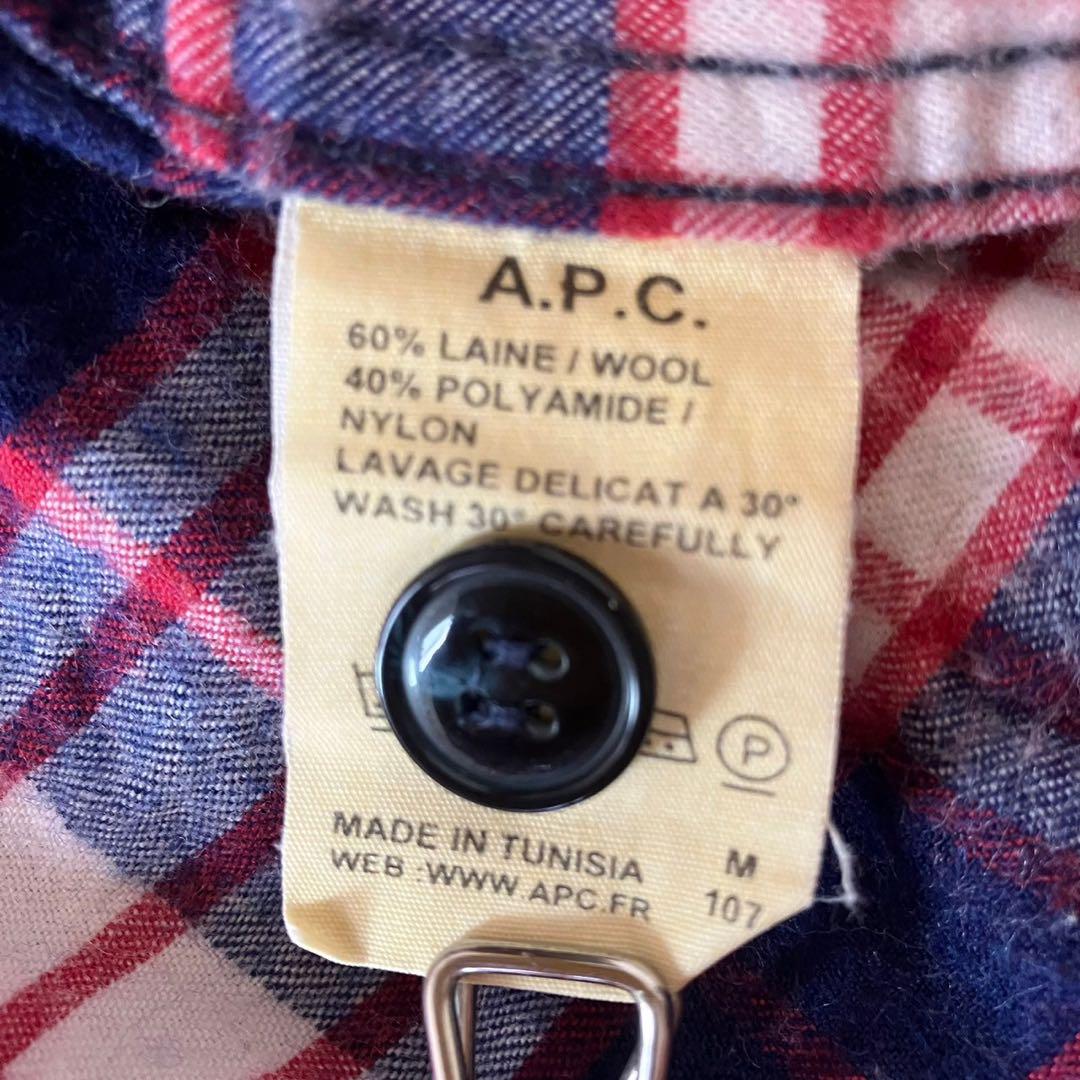 A.P.C.
60% LAINE / WOOL
40% POLYAMIDE /
NYLON
LAVAGE DELICAT A 30°
WASH 30° CAREFULLY
P
MADE IN TUNISIA M
WEB :WWW.APC.FR 107